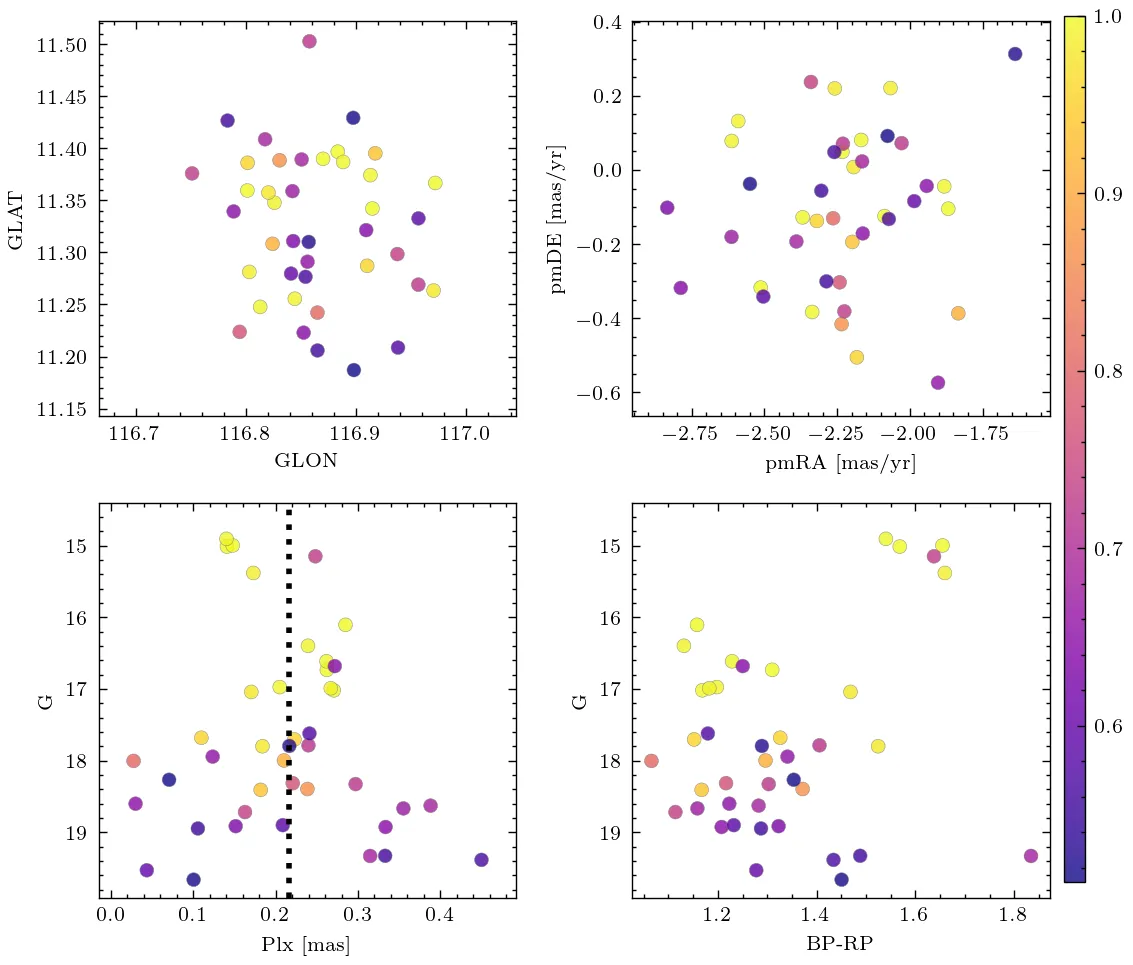 11.50
11.45
11.40
11.35
11.30
11.25
11.20
11.15
GLAT
116.7 116.8 116.9 117.0
GLON
0.4
0.2
0.0
−0.2
−0.4
−0.6
pmDE [mas/yr]
−2.75 −2.50 −2.25 −2.00 −1.75
pmRA [mas/yr]
15
16
17
18
19
G
0.0 0.1 0.2 0.3 0.4
Plx [mas]
15
16
17
18
19
G
1.2 1.4 1.6 1.8
BP-RP
1.0
0.9
0.8
0.7
0.6